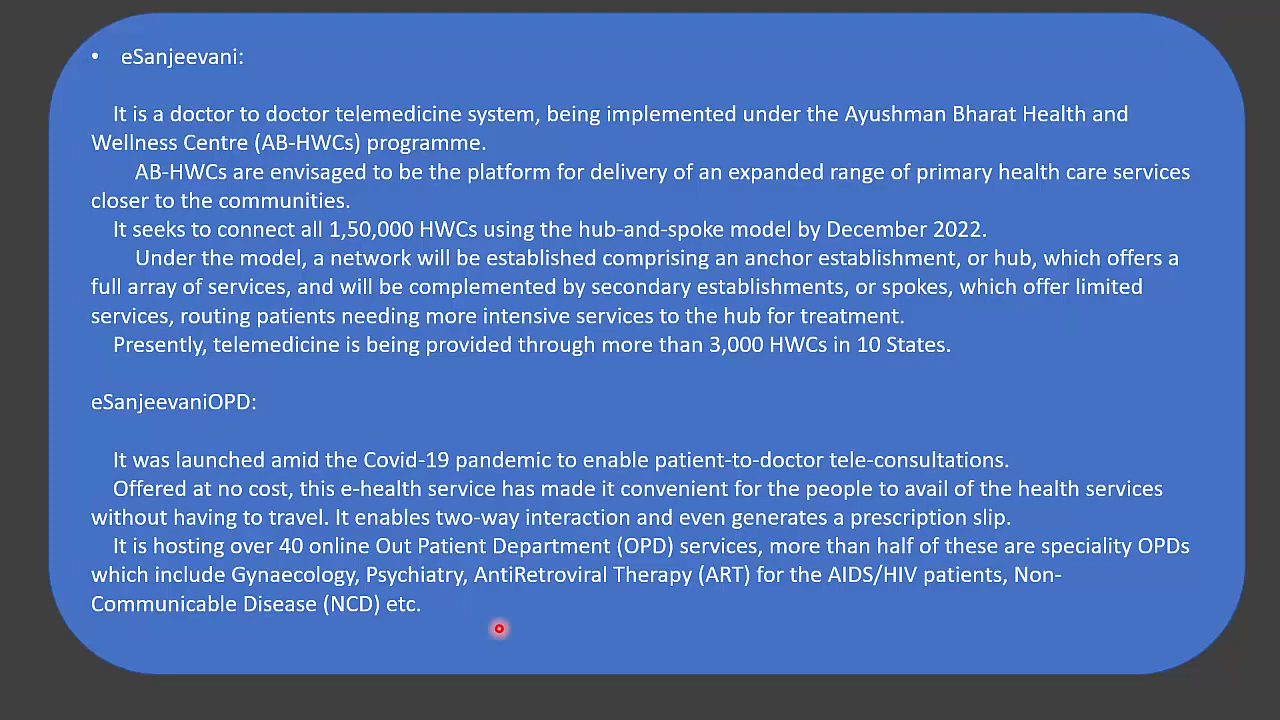 • eSanjeevani:
It is a doctor to doctor telemedicine system, being implemented under the Ayushman Bharat Health and
Wellness Centre (AB-HWCs) programme.
AB-HWCs are envisaged to be the platform for delivery of an expanded range of primary health care services
closer to the communities.
It seeks to connect all 1,50,000 HWCs using the hub-and-spoke model by December 2022.
Under the model, a network will be established comprising an anchor establishment, or hub, which offers a
full array of services, and will be complemented by secondary establishments, or spokes, which offer limited
services, routing patients needing more intensive services to the hub for treatment.
Presently, telemedicine is being provided through more than 3,000 HWCs in 10 States.
eSanjeevaniOPD:
It was launched amid the Covid-19 pandemic to enable patient-to-doctor tele-consultations.
Offered at no cost, this e-health service has made it convenient for the people to avail of the health services
without having to travel. It enables two-way interaction and even generates a prescription slip.
It is hosting over 40 online Out Patient Department (OPD) services, more than half of these are speciality OPDs
which include Gynaecology, Psychiatry, AntiRetroviral Therapy (ART) for the AIDS/HIV patients, Non-
Communicable Disease (NCD) etc.